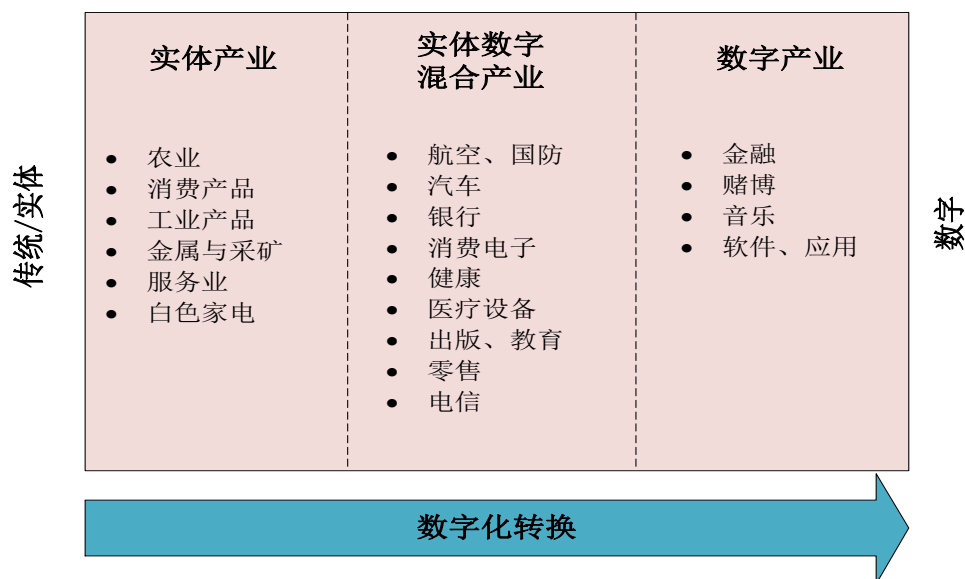 传统/实体
实体产业
农业
消费产品
工业产品
金属与采矿
服务业
白色家电
实体数字
混合产业
航空、国防
汽车
银行
消费电子
健康
医疗设备
出版、教育
零售
电信
数字产业
金融
赌博
音乐
软件、应用
数字
数字化转换